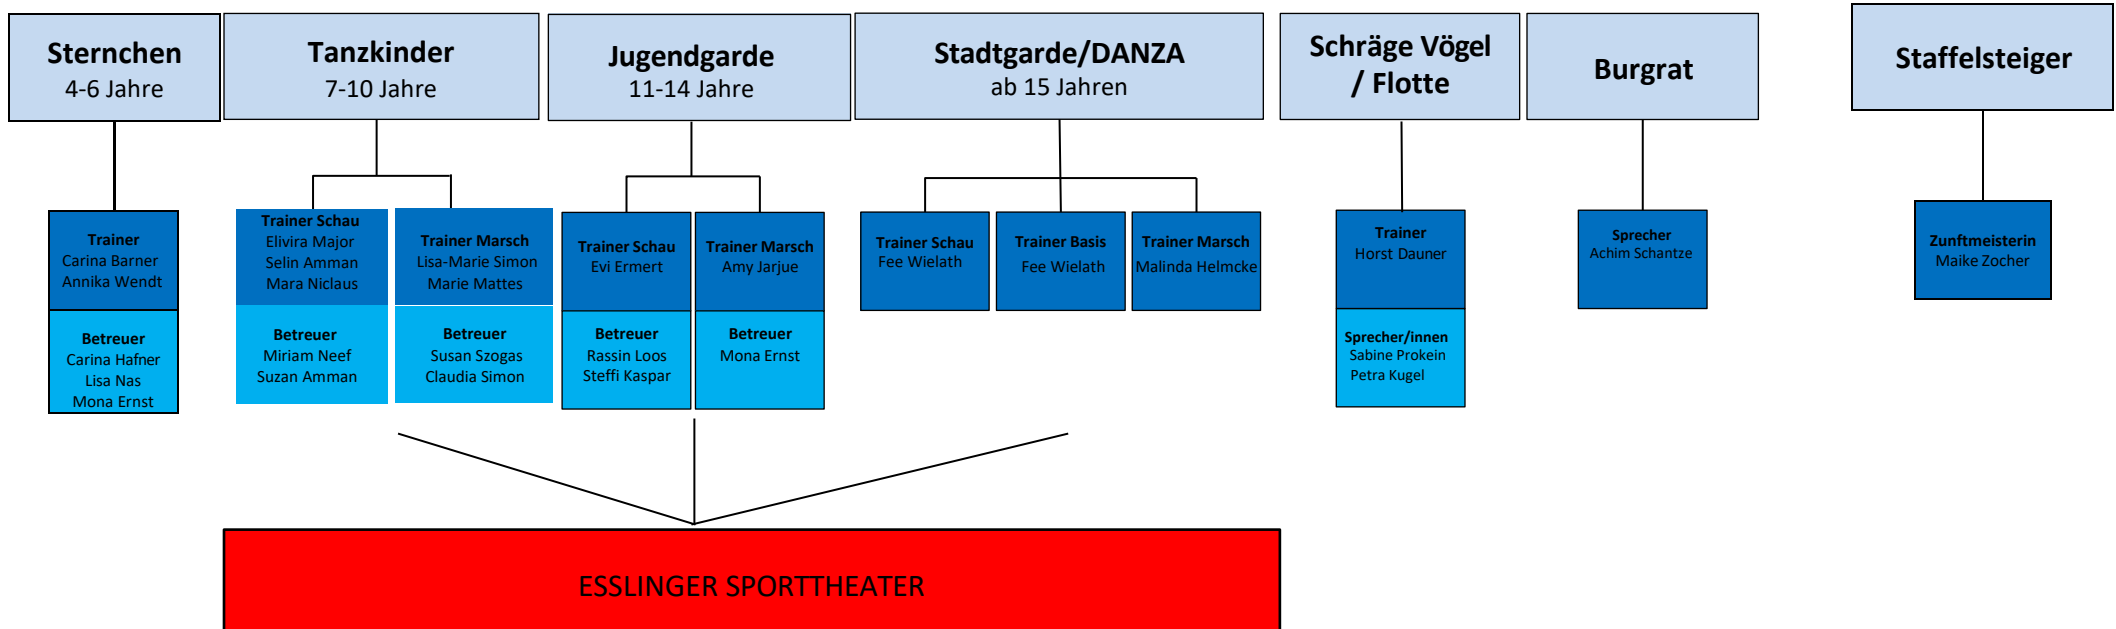 Sternchen
4-6 Jahre
Tanzkinder
7-10 Jahre
Jugendgarde
11-14 Jahre
Stadtgarde/DANZA
ab 15 Jahren
Schräge Vögel
/ Flotte
Burgrat
Staffelsteiger
Trainer
Carina Barner
Annika Wendt
Betreuer
Carina Hafner
Lisa Nas
Mona Ernst
Trainer Schau
Elivira Major
Selin Amman
Mara Niclaus
Betreuer
Miriam Neef
Suzan Amman
Trainer Marsch
Lisa-Marie Simon
Marie Mattes
Betreuer
Susan Szogas
Claudia Simon
Trainer Schau
Evi Ermert
Betreuer
Rassin Loos
Steffi Kaspar
Trainer Marsch
Amy Jarjue
Betreuer
Mona Ernst
Trainer Schau
Fee Wielath
Trainer Basis
Fee Wielath
Trainer Marsch
Malinda Helmcke
Trainer
Horst Dauner
Sprecher/innen
Sabine Prokein
Petra Kugel
Sprecher
Achim Schantze
Zunftmeisterin
Maike Zocher
ESSLINGER SPORTTHEATER